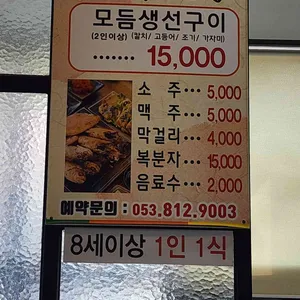 모듬생선구이
(2인이상) (갈치/ 고등어/ 조기/ 가자미)
....... 15,000
소 주 ... 5,000
맥 주 ... 5,000
막걸리 ... 4,000
복분자 ... 15,000
음료수 ... 2,000
예약문의 : 053.812.9003
8세이상 1인 1식